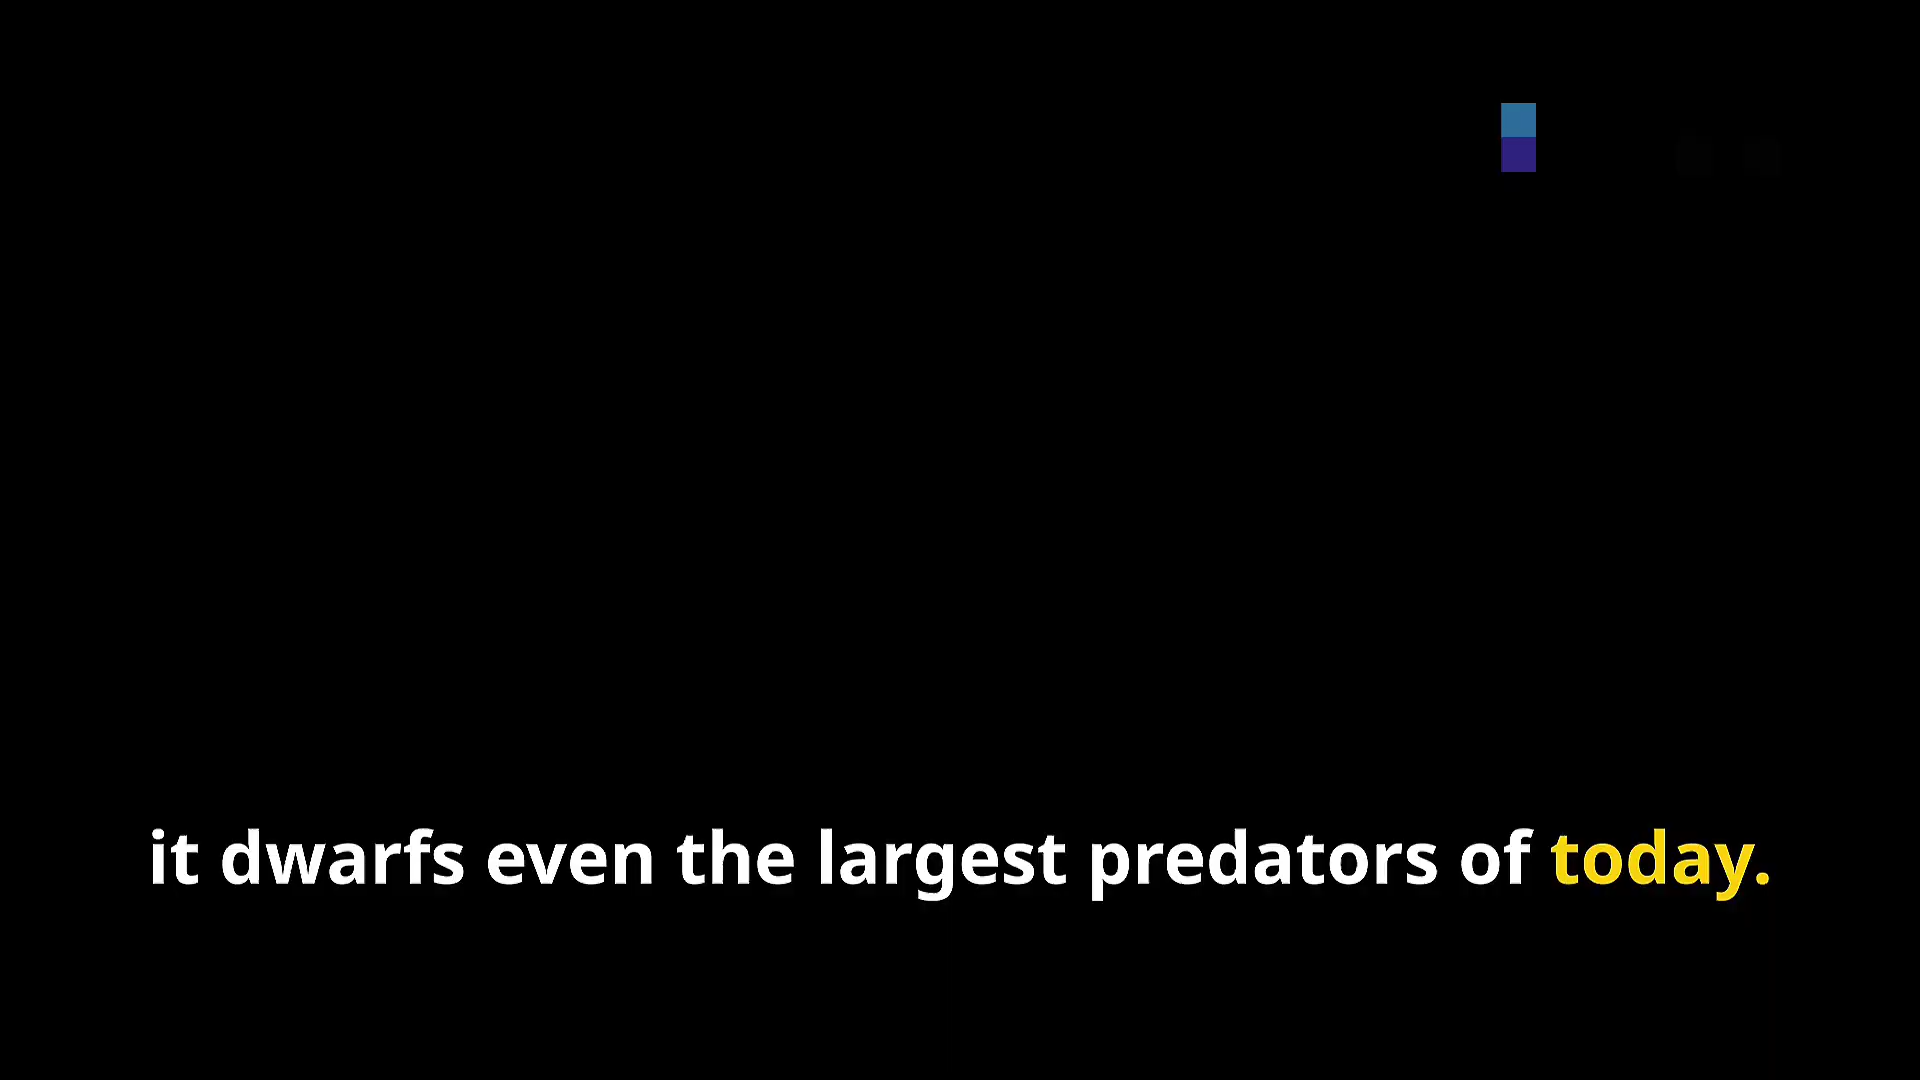 it dwarfs even the largest predators of today.